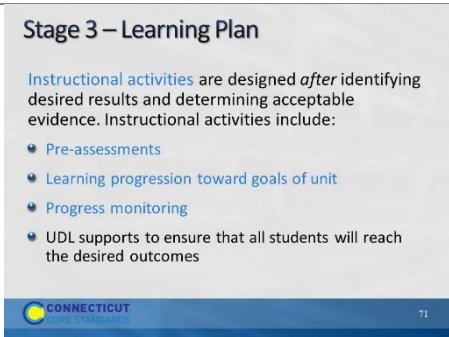 Stage 3 – Learning Plan
Instructional activities are designed after identifying
desired results and determining acceptable
evidence. Instructional activities include:
Pre-assessments
Learning progression toward goals of unit
Progress monitoring
UDL supports to ensure that all students will reach
the desired outcomes
CONNECTICUT
CORE STANDARDS
71